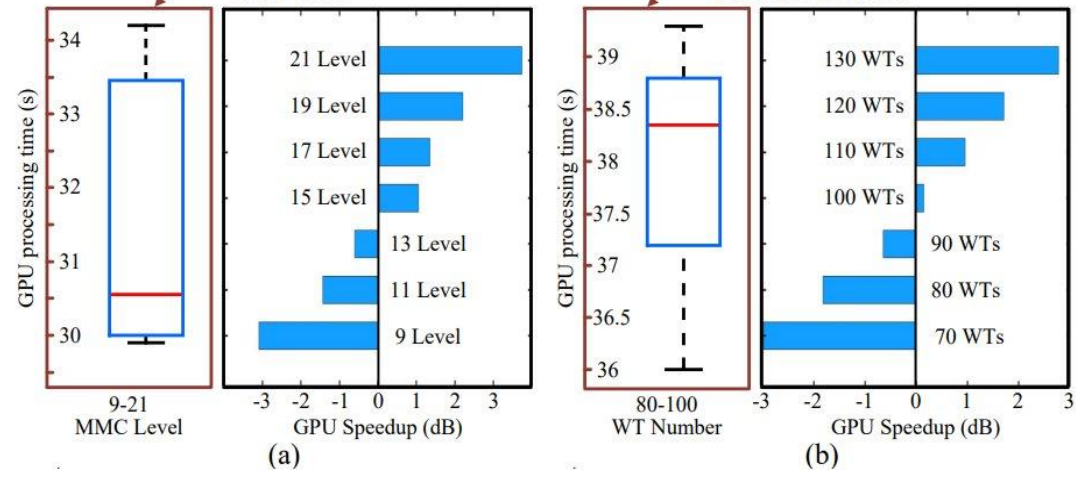 GPU processing time (s)
34
33
32
31
30
9-21
MMC Level
21 Level
19 Level
17 Level
15 Level
13 Level
11 Level
9 Level
-3 -2 -1 0 1 2 3
GPU Speedup (dB)
(a)
GPU processing time (s)
39
38.5
38
37.5
37
36.5
36
80-100
WT Number
130 WTs
120 WTs
110 WTs
100 WTs
90 WTs
80 WTs
70 WTs
-3 -2 -1 0 1 2 3
GPU Speedup (dB)
(b)